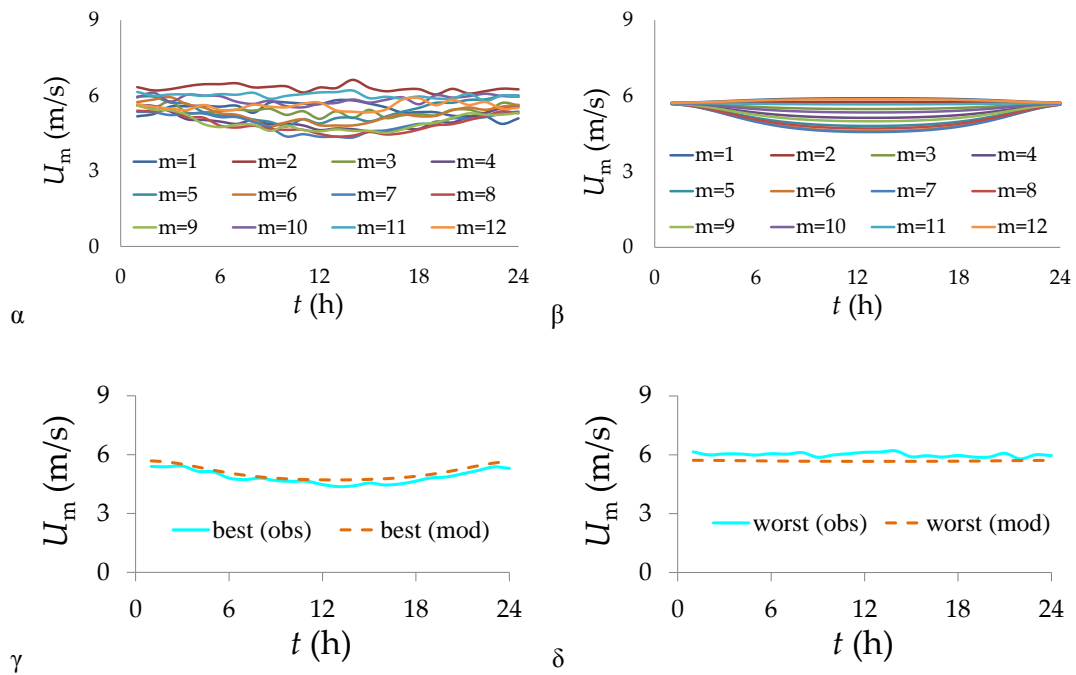 9
6
3
0
U_m (m/s)
m=1 m=2 m=3 m=4
m=5 m=6 m=7 m=8
m=9 m=10 m=11 m=12
0 6 12 18 24
t (h)
α
9
6
3
0
U_m (m/s)
m=1 m=2 m=3 m=4
m=5 m=6 m=7 m=8
m=9 m=10 m=11 m=12
0 6 12 18 24
t (h)
β
9
6
3
0
U_m (m/s)
best (obs) best (mod)
0 6 12 18 24
t (h)
γ
9
6
3
0
U_m (m/s)
worst (obs) worst (mod)
0 6 12 18 24
t (h)
δ